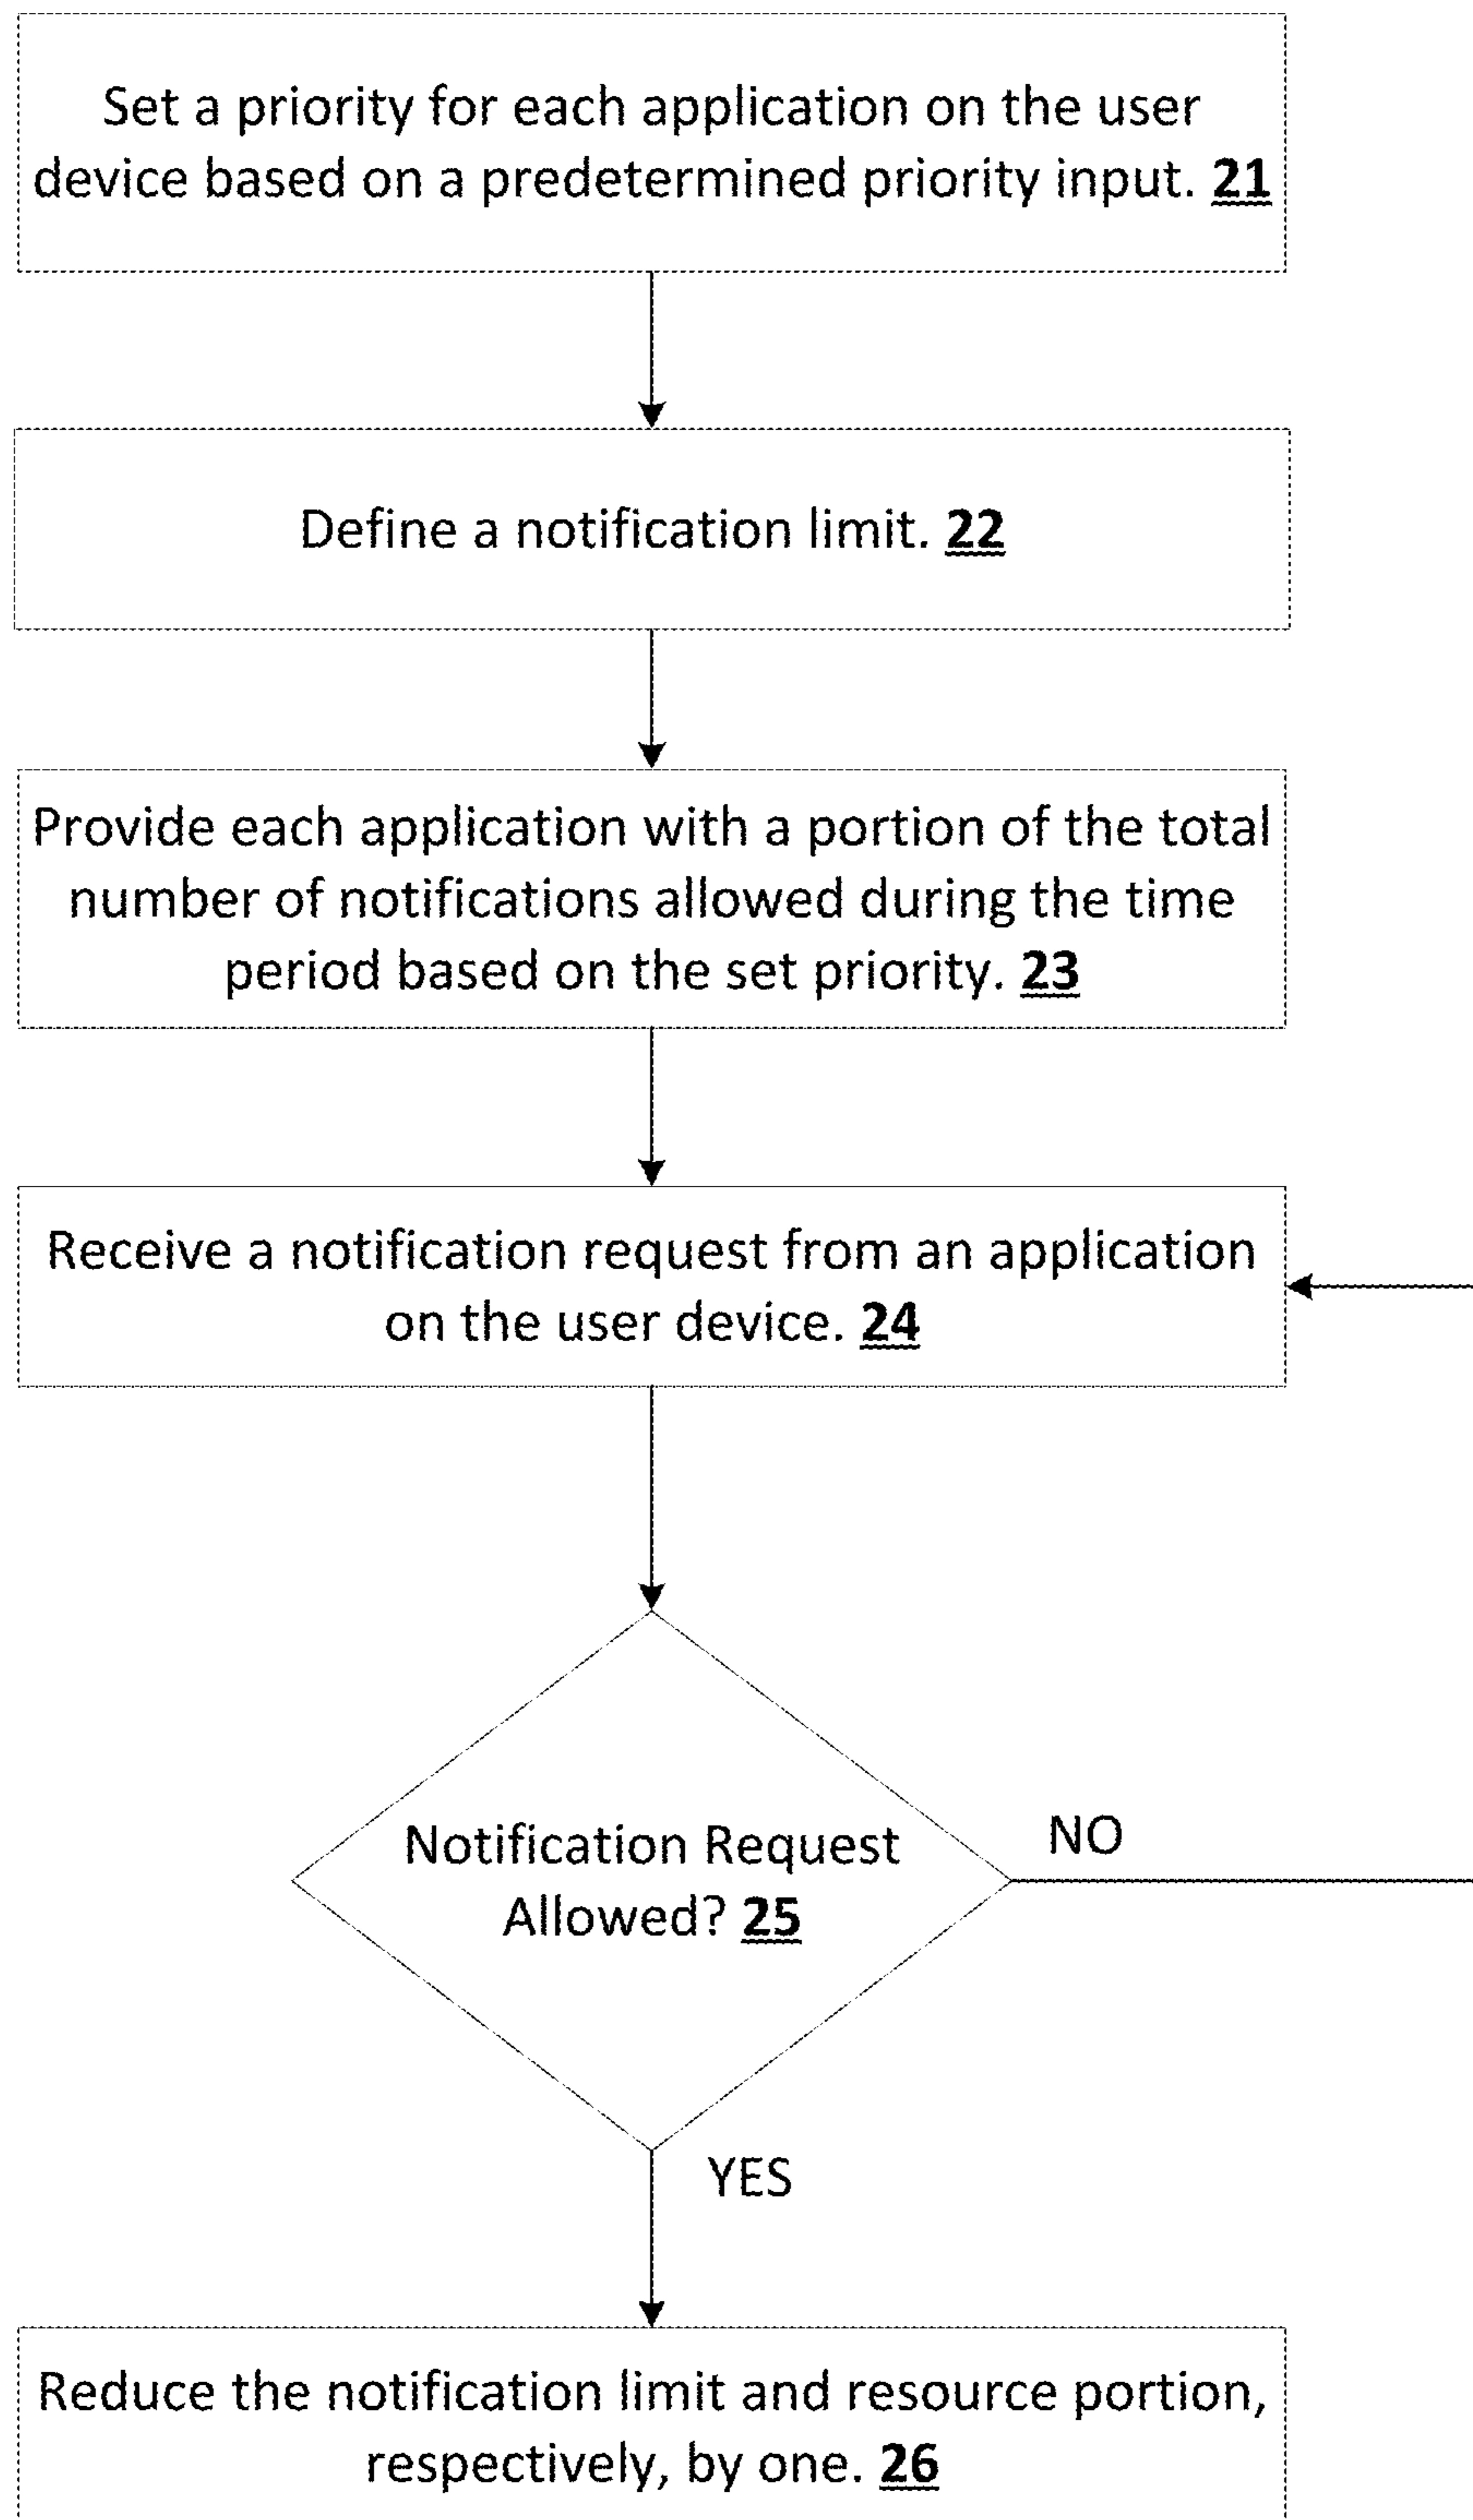 Set a priority for each application on the user
device based on a predetermined priority input. 21
Define a notification limit. 22
Provide each application with a portion of the total
number of notifications allowed during the time
period based on the set priority. 23
Receive a notification request from an application
on the user device. 24
Notification Request
Allowed? 25
NO
YES
Reduce the notification limit and resource portion,
respectively, by one. 26